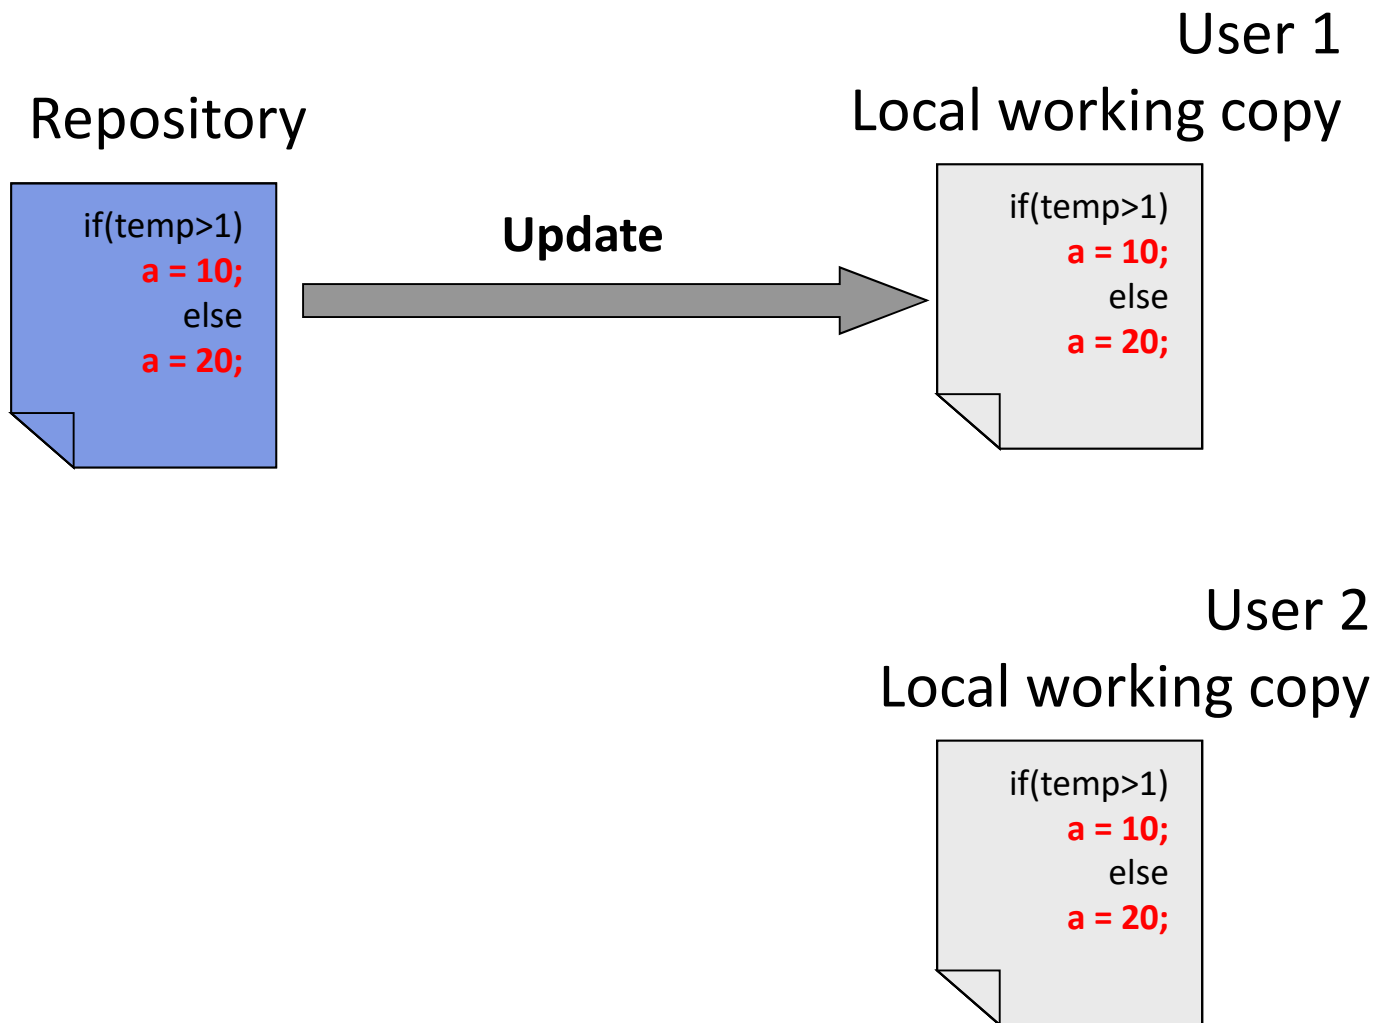 Repository
if(temp>1)
a = 10;
else
a = 20;
Update
User 1
Local working copy
if(temp>1)
a = 10;
else
a = 20;
User 2
Local working copy
if(temp>1)
a = 10;
else
a = 20;